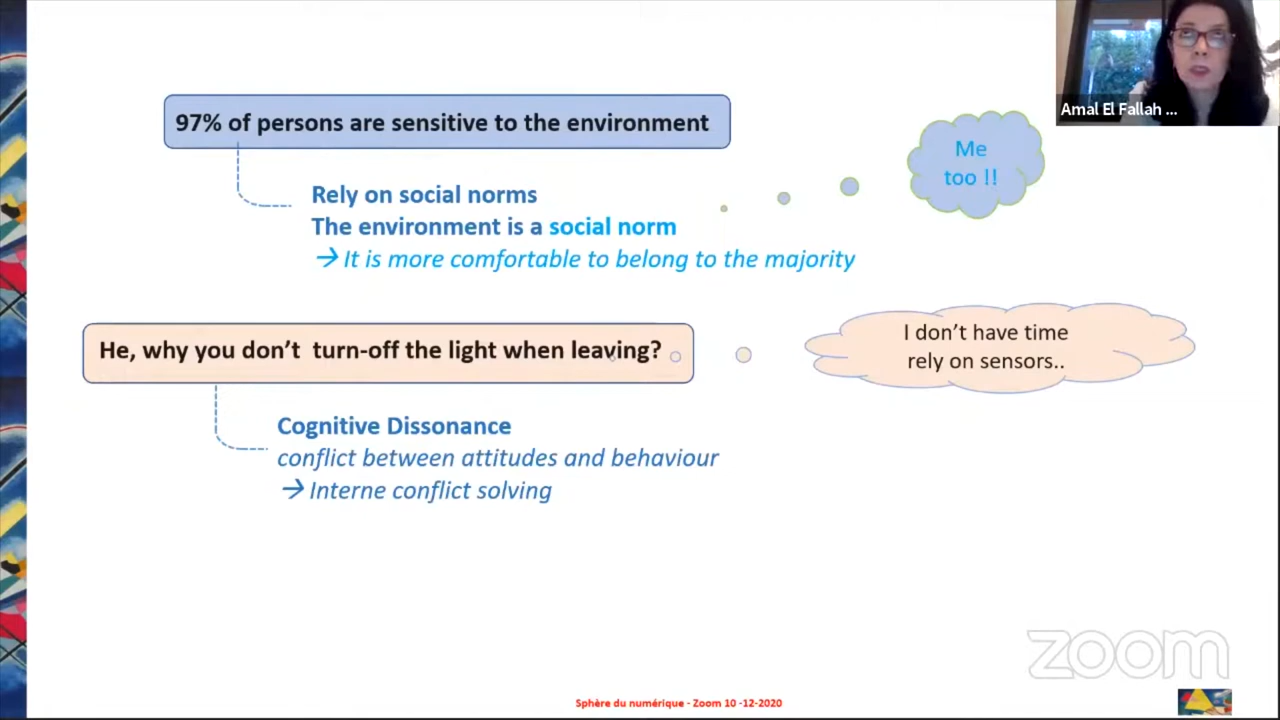 Amal El Fallah ...
97% of persons are sensitive to the environment
Me
too !!
Rely on social norms
The environment is a social norm
→ It is more comfortable to belong to the majority
He, why you don't turn-off the light when leaving?
I don't have time
rely on sensors..
Cognitive Dissonance
conflict between attitudes and behaviour
→ Interne conflict solving
zoom
Sphère du numérique - Zoom 10 -12-2020